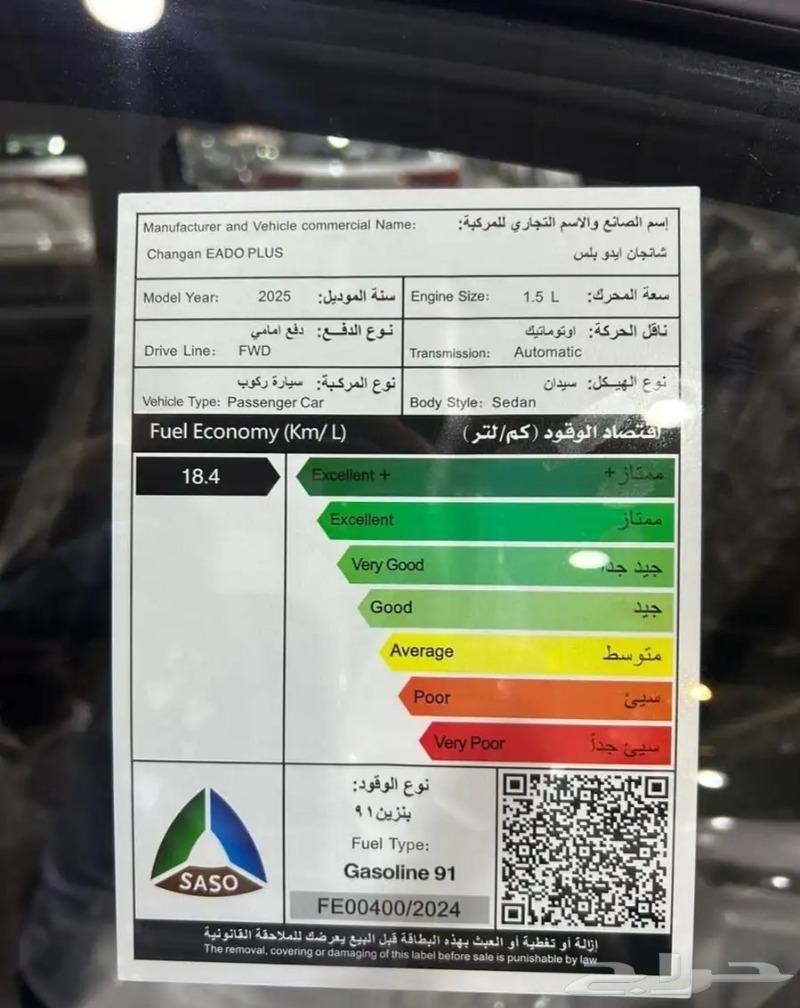 Manufacturer and Vehicle commercial Name: إسم الصانع والاسم التجاري للمركبة:
Changan EADO PLUS شانجان ايدو بلس
Model Year: 2025 سنة الموديل: Engine Size: 1.5 L سعة المحرك:
نوع الدفــع: دفع امامي ناقل الحركة: اوتوماتيك
Drive Line: FWD Transmission: Automatic
نوع المركبة: سيارة ركوب نوع الهيكل: سيدان
Vehicle Type: Passenger Car Body Style: Sedan
Fuel Economy (Km/ L) إقتصاد الوقود (كم/لتر)
18.4 Excellent + ممتاز +
Excellent ممتاز
Very Good جيد جداً
Good جيد
Average متوسط
Poor سيئ
Very Poor سيئ جداً
نوع الوقود:
بنزين ٩١
Fuel Type:
Gasoline 91
SASO
FE00400/2024
إزالة أو تغطية أو العبث بهذه البطاقة قبل البيع يعرضك للملاحقة القانونية
The removal, covering or damaging of this label before sale is punishable by law
حراج